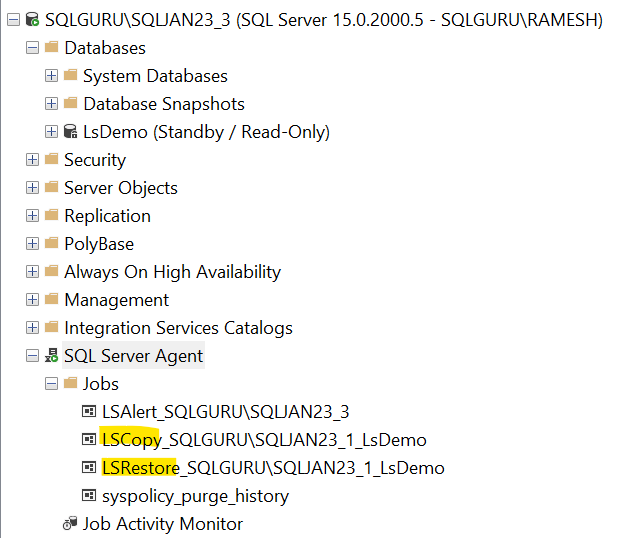 SQLGURU\SQLJAN23_3 (SQL Server 15.0.2000.5 - SQLGURU\RAMESH)
Databases
System Databases
Database Snapshots
LsDemo (Standby / Read-Only)
Security
Server Objects
Replication
PolyBase
Always On High Availability
Management
Integration Services Catalogs
SQL Server Agent
Jobs
LSAlert_SQLGURU\SQLJAN23_3
LSCopy_SQLGURU\SQLJAN23_1_LsDemo
LSRestore_SQLGURU\SQLJAN23_1_LsDemo
syspolicy_purge_history
Job Activity Monitor